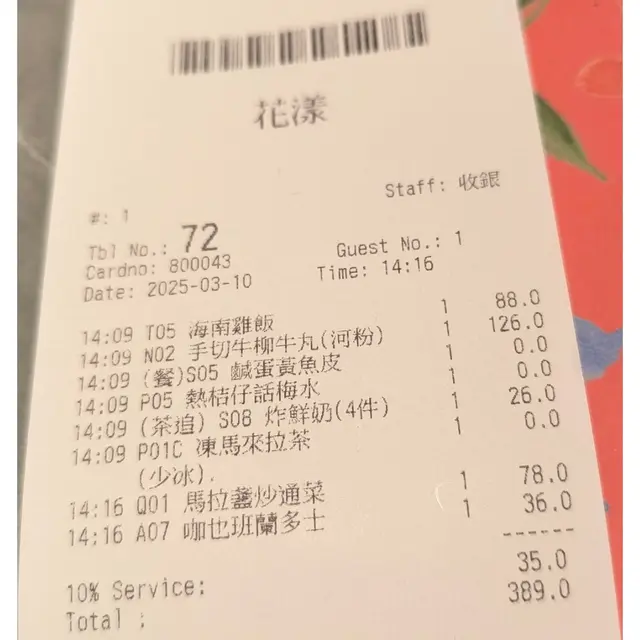 花漾
Staff: 收銀
#: 1
Tbl No.: 72 Guest No.: 1
Cardno: 800043
Date: 2025-03-10 Time: 14:16
14:09 T05 海南雞飯 1 88.0
14:09 N02 手切牛柳牛丸(河粉) 1 126.0
14:09 (餐)S05 鹹蛋黃魚皮 1 0.0
14:09 P05 熱桔仔話梅水 1 0.0
14:09 (茶追) S08 炸鮮奶(4件) 1 26.0
14:09 P01C 凍馬來拉茶 1 0.0
(少冰).
14:16 Q01 馬拉盞炒通菜 1 78.0
14:16 A07 咖也班蘭多士 1 36.0
------
10% Service: 35.0
Total : 389.0